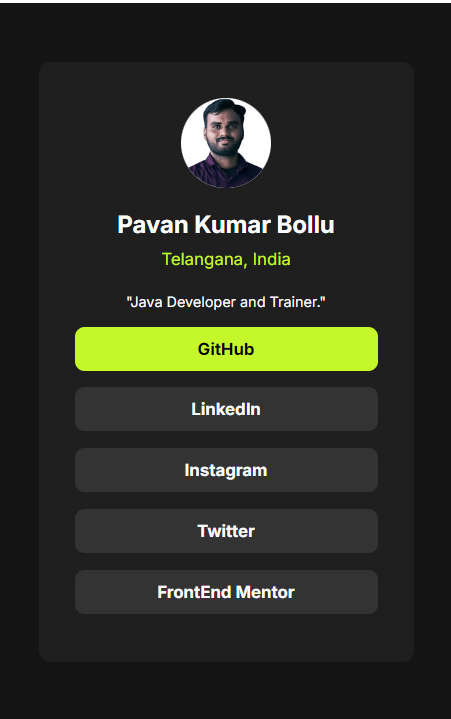 Pavan Kumar Bollu
Telangana, India
"Java Developer and Trainer."
GitHub
LinkedIn
Instagram
Twitter
FrontEnd Mentor